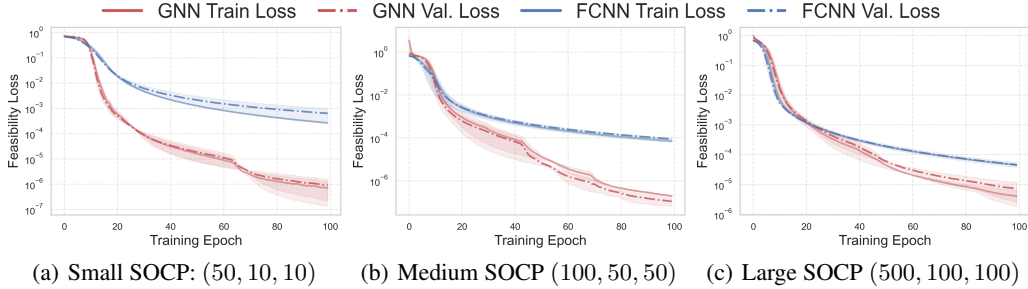 GNN Train Loss GNN Val. Loss FCNN Train Loss FCNN Val. Loss
Feasibility Loss
10^0
10^-1
10^-2
10^-3
10^-4
10^-5
10^-6
10^-7
0 20 40 60 80 100
Training Epoch
(a) Small SOCP: (50, 10, 10)
Feasibility Loss
10^0
10^-2
10^-4
10^-6
0 20 40 60 80 100
Training Epoch
(b) Medium SOCP (100, 50, 50)
Feasibility Loss
10^0
10^-1
10^-2
10^-3
10^-4
10^-5
10^-6
0 20 40 60 80 100
Training Epoch
(c) Large SOCP (500, 100, 100)